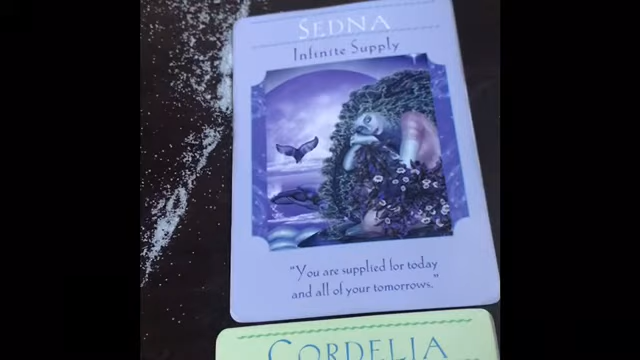 SEDNA
Infinite Supply
"You are supplied for today
and all of your tomorrows."
CORDELIA